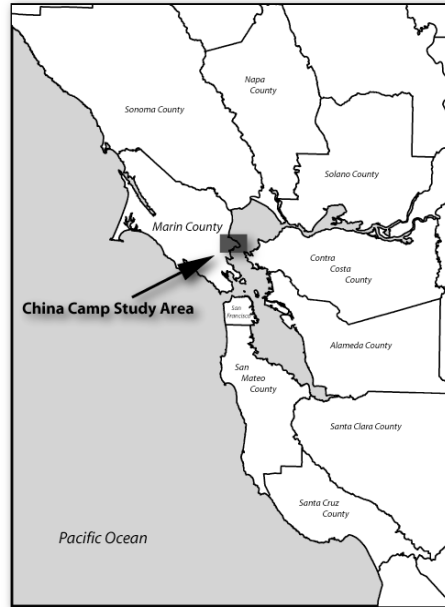 Napa
County
Sonoma County
Solano County
Marin County
Contra
Costa
County
China Camp Study Area
San
Francisco
Alameda County
San
Mateo
County
Santa Clara County
Santa Cruz
County
Pacific Ocean